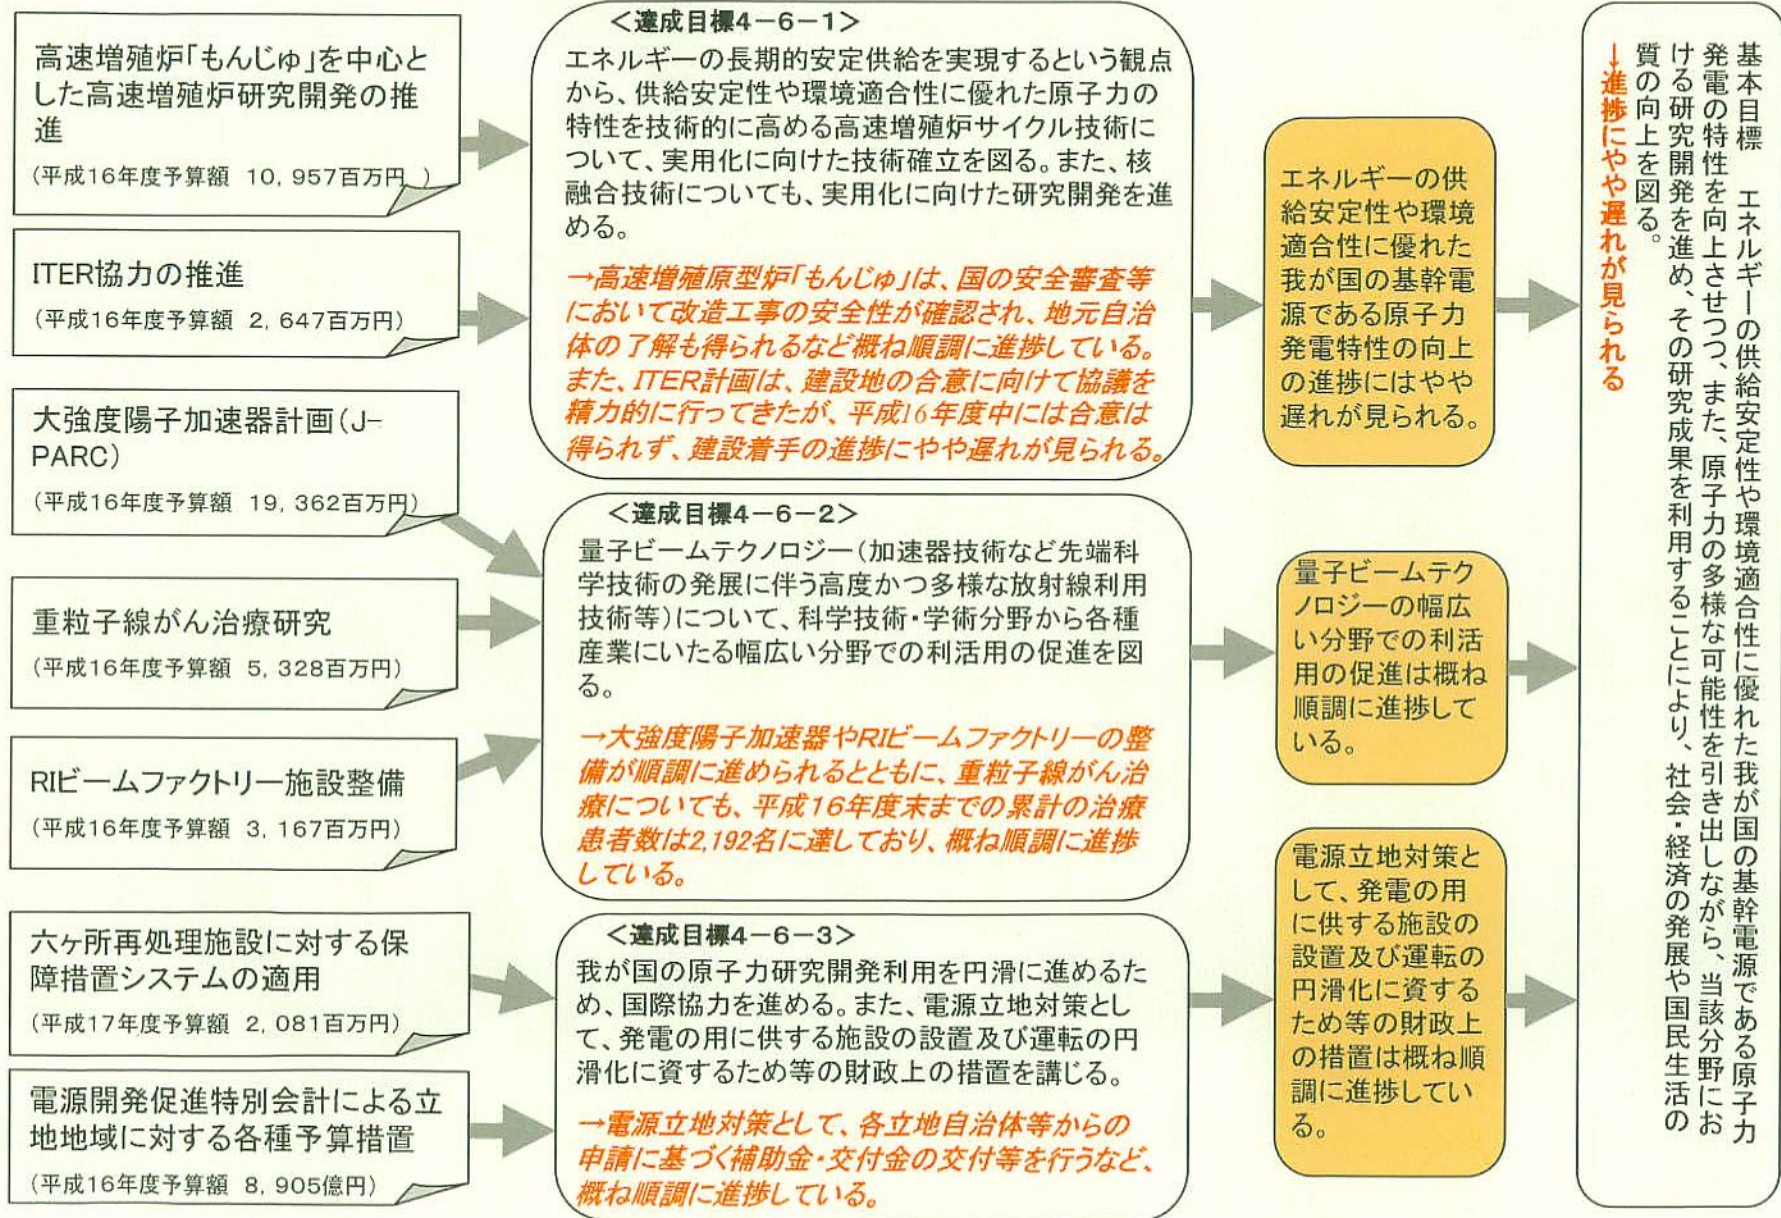 高速増殖炉「もんじゅ」を中心と
した高速増殖炉研究開発の推
進
(平成16年度予算額 10, 957百万円 )
ITER協力の推進
(平成16年度予算額 2, 647百万円)
大強度陽子加速器計画(J-
PARC)
(平成16年度予算額 19, 362百万円)
重粒子線がん治療研究
(平成16年度予算額 5, 328百万円)
RIビームファクトリー施設整備
(平成16年度予算額 3, 167百万円)
六ヶ所再処理施設に対する保
障措置システムの適用
(平成17年度予算額 2, 081百万円)
電源開発促進特別会計による立
地地域に対する各種予算措置
(平成16年度予算額 8, 905億円)
<達成目標4-6-1>
エネルギーの長期的安定供給を実現するという観点
から、供給安定性や環境適合性に優れた原子力の
特性を技術的に高める高速増殖炉サイクル技術に
ついて、実用化に向けた技術確立を図る。また、核
融合技術についても、実用化に向けた研究開発を進
める。
→高速増殖原型炉「もんじゅ」は、国の安全審査等
において改造工事の安全性が確認され、地元自治
体の了解も得られるなど概ね順調に進捗している。
また、ITER計画は、建設地の合意に向けて協議を
精力的に行ってきたが、平成16年度中には合意は
得られず、建設着手の進捗にやや遅れが見られる。
<達成目標4-6-2>
量子ビームテクノロジー(加速器技術など先端科
学技術の発展に伴う高度かつ多様な放射線利用
技術等)について、科学技術・学術分野から各種
産業にいたる幅広い分野での利活用の促進を図
る。
→大強度陽子加速器やRIビームファクトリーの整
備が順調に進められるとともに、重粒子線がん治
療についても、平成16年度末までの累計の治療
患者数は2,192名に達しており、概ね順調に進捗
している。
<達成目標4-6-3>
我が国の原子力研究開発利用を円滑に進めるた
め、国際協力を進める。また、電源立地対策とし
て、発電の用に供する施設の設置及び運転の円
滑化に資するため等の財政上の措置を講じる。
→電源立地対策として、各立地自治体等からの
申請に基づく補助金・交付金の交付等を行うなど、
概ね順調に進捗している。
エネルギーの供
給安定性や環境
適合性に優れた
我が国の基幹電
源である原子力
発電特性の向上
の進捗にはやや
遅れが見られる。
量子ビームテク
ノロジーの幅広
い分野での利活
用の促進は概ね
順調に進捗して
いる。
電源立地対策と
して、発電の用
に供する施設の
設置及び運転の
円滑化に資する
ため等の財政上
の措置は概ね順
調に進捗してい
る。
基本目標 エネルギーの供給安定性や環境適合性に優れた我が国の基幹電源である原子力
発電の特性を向上させつつ、また、原子力の多様な可能性を引き出しながら、当該分野にお
ける研究開発を進め、その研究成果を利用することにより、社会・経済の発展や国民生活の
質の向上を図る。
→進捗にやや遅れが見られる